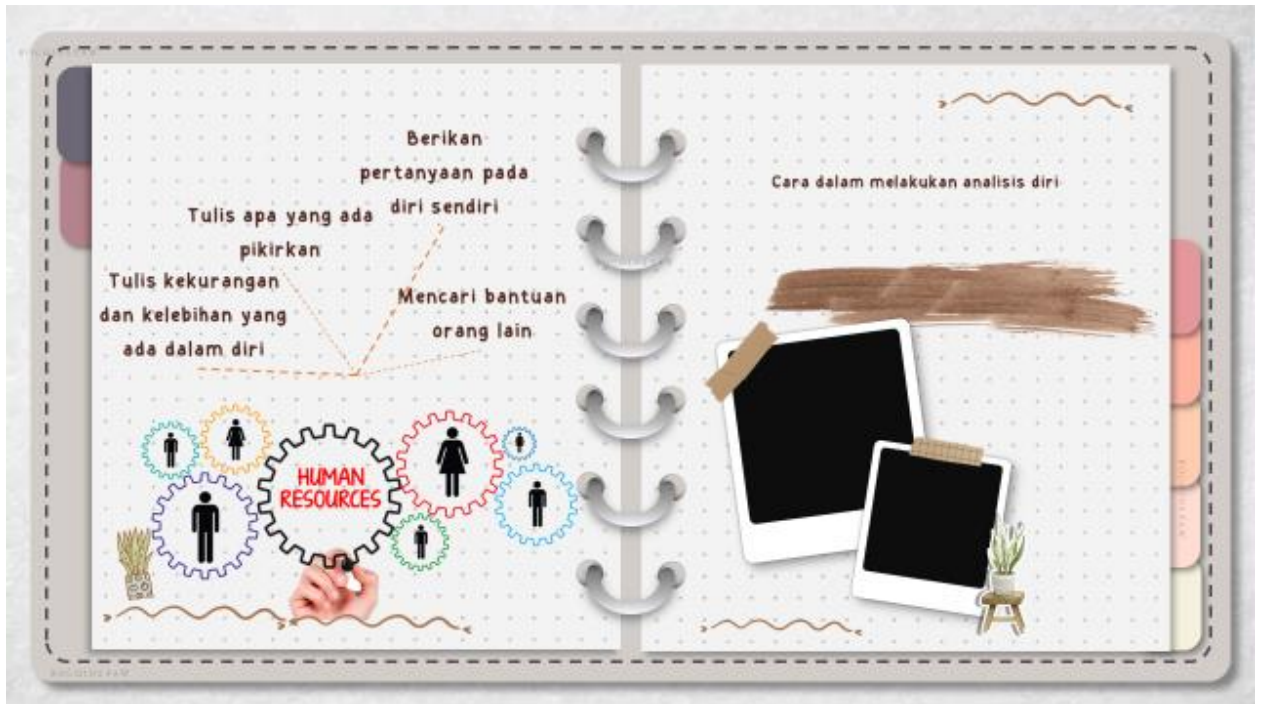 Berikan
pertanyaan pada
diri sendiri
Tulis apa yang ada
pikirkan
Tulis kekurangan
dan kelebihan yang
ada dalam diri
Mencari bantuan
orang lain
HUMAN
RESOURCES
Cara dalam melakukan analisis diri